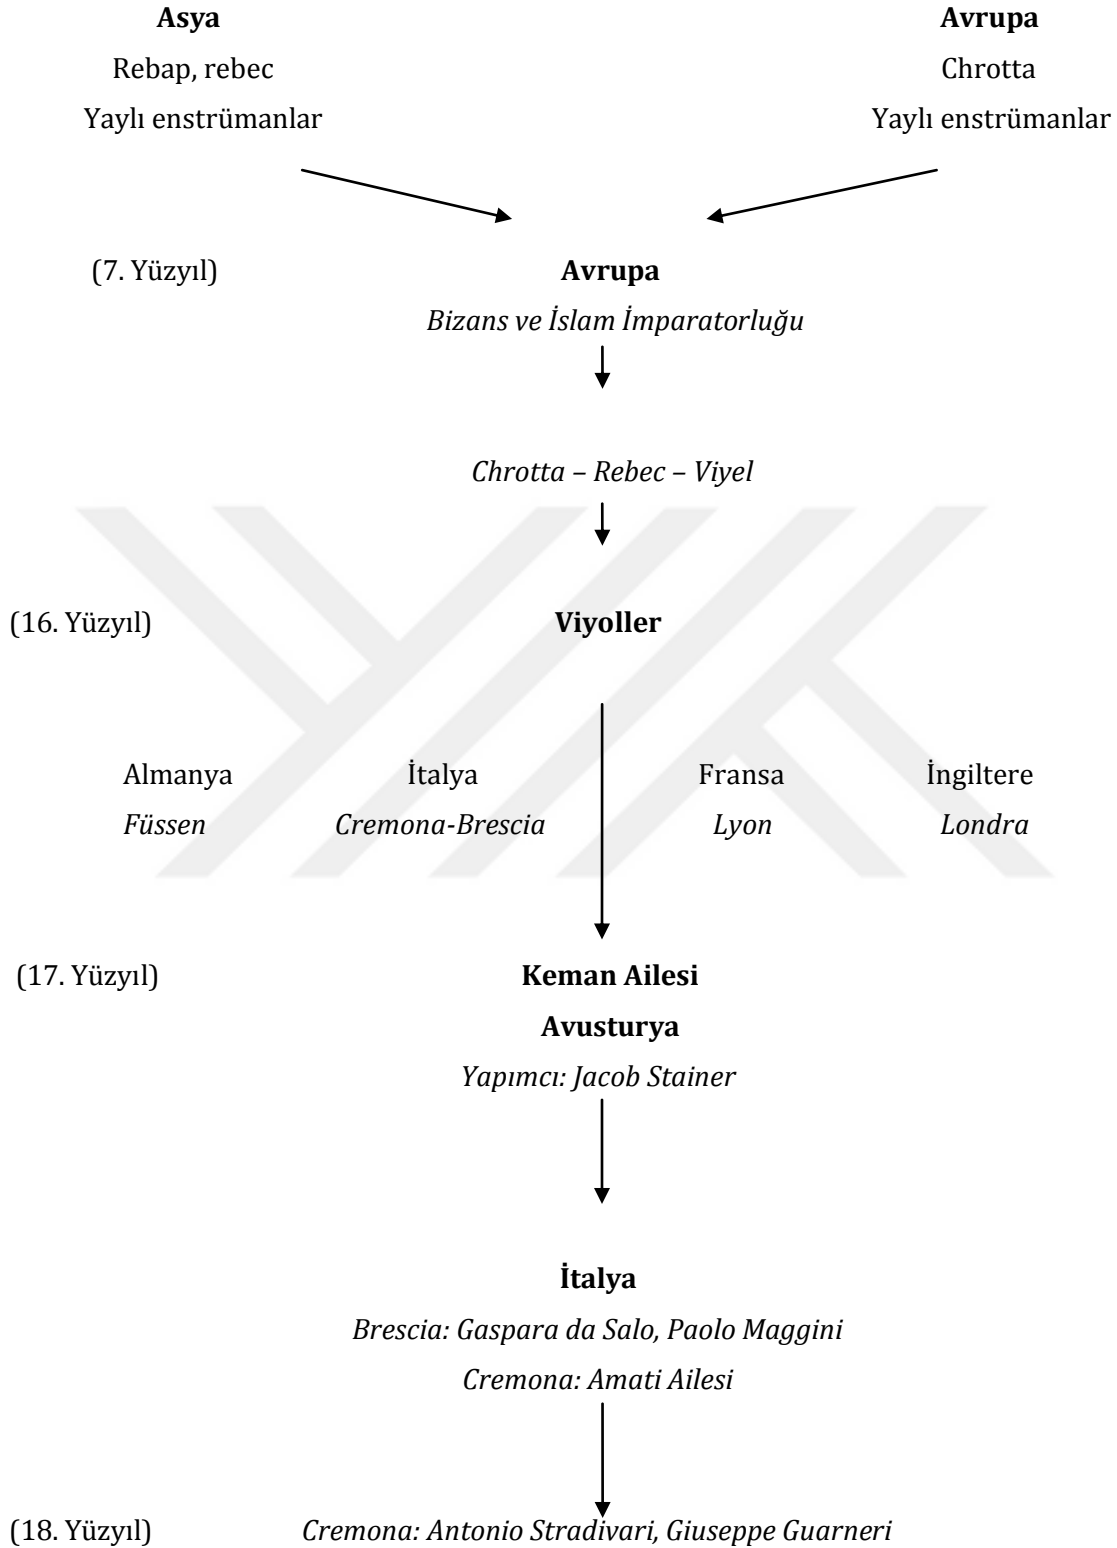 Asya Avrupa
Rebap, rebec Chrotta
Yaylı enstrümanlar Yaylı enstrümanlar
(7. Yüzyıl) Avrupa
Bizans ve İslam İmparatorluğu
Chrotta – Rebec – Viyel
(16. Yüzyıl) Viyoller
Almanya İtalya Fransa İngiltere
Füssen Cremona-Brescia Lyon Londra
(17. Yüzyıl) Keman Ailesi
Avusturya
Yapımcı: Jacob Stainer
İtalya
Brescia: Gaspara da Salo, Paolo Maggini
Cremona: Amati Ailesi
(18. Yüzyıl) Cremona: Antonio Stradivari, Giuseppe Guarneri